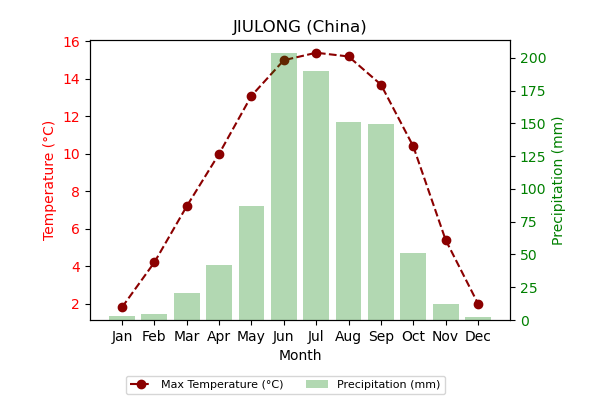 JIULONG (China)
16
14
12
10
8
6
4
2
Temperature (°C)
200
175
150
125
100
75
50
25
0
Precipitation (mm)
Jan Feb Mar Apr May Jun Jul Aug Sep Oct Nov Dec
Month
Max Temperature (°C) Precipitation (mm)